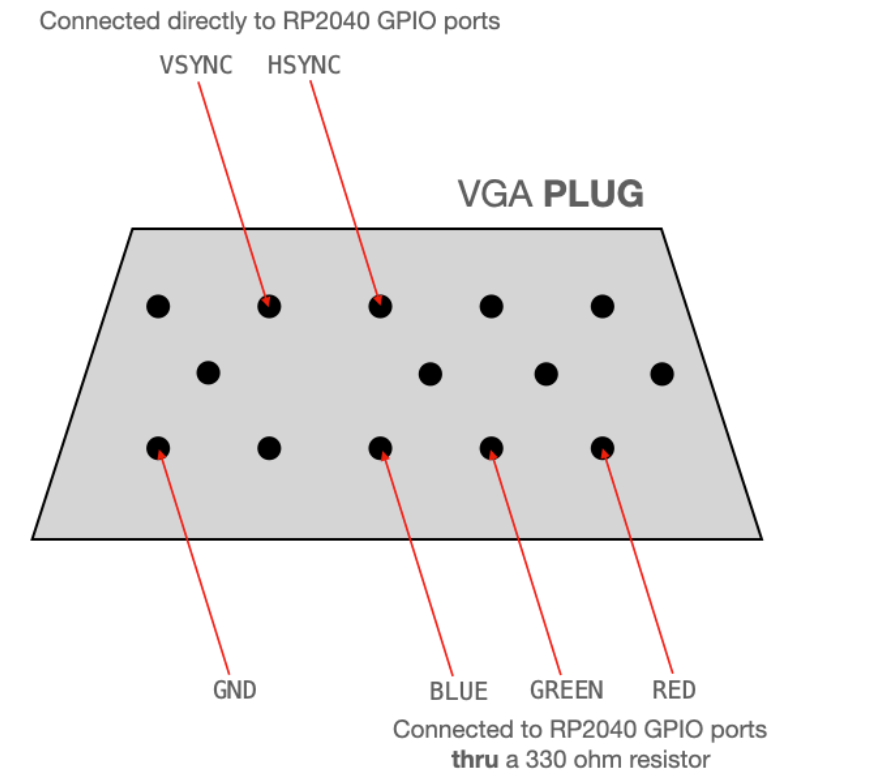 Connected directly to RP2040 GPIO ports
VSYNC HSYNC
VGA PLUG
GND BLUE GREEN RED
Connected to RP2040 GPIO ports
thru a 330 ohm resistor